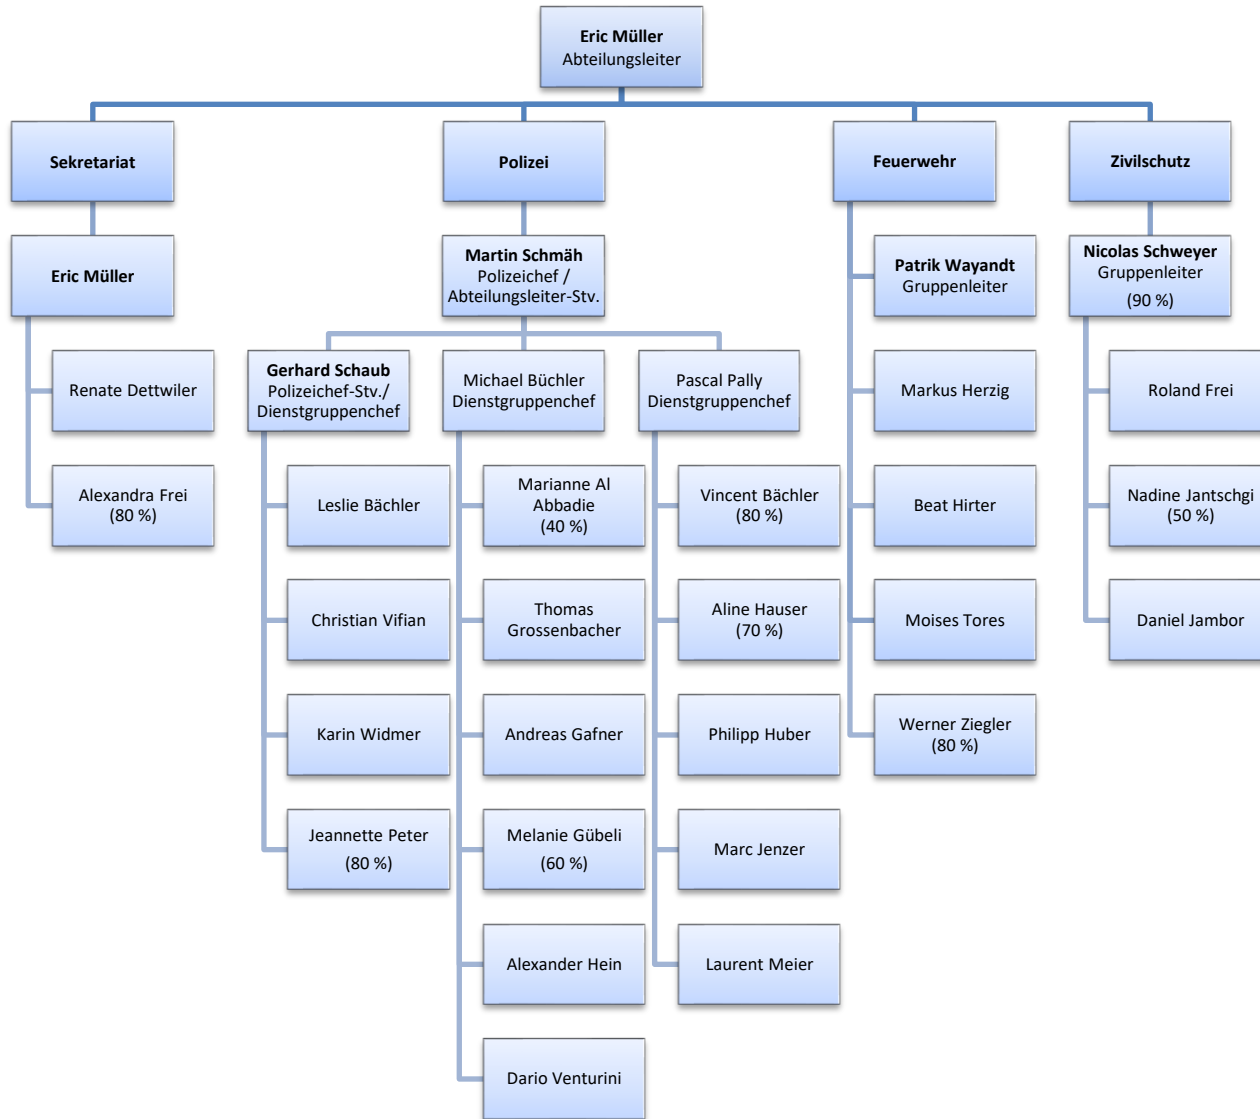 Eric Müller
Abteilungsleiter
Sekretariat
Polizei
Feuerwehr
Zivilschutz
Eric Müller
Martin Schmäh
Polizeichef /
Abteilungsleiter-Stv.
Patrik Wayandt
Gruppenleiter
Nicolas Schweyer
Gruppenleiter
(90 %)
Renate Dettwiler
Gerhard Schaub
Polizeichef-Stv./
Dienstgruppenchef
Michael Büchler
Dienstgruppenchef
Pascal Pally
Dienstgruppenchef
Markus Herzig
Roland Frei
Alexandra Frei
(80 %)
Leslie Bächler
Marianne Al
Abbadie
(40 %)
Vincent Bächler
(80 %)
Beat Hirter
Nadine Jantschgi
(50 %)
Christian Vifian
Thomas
Grossenbacher
Aline Hauser
(70 %)
Moises Tores
Daniel Jambor
Karin Widmer
Andreas Gafner
Philipp Huber
Werner Ziegler
(80 %)
Jeannette Peter
(80 %)
Melanie Gübeli
(60 %)
Marc Jenzer
Alexander Hein
Laurent Meier
Dario Venturini